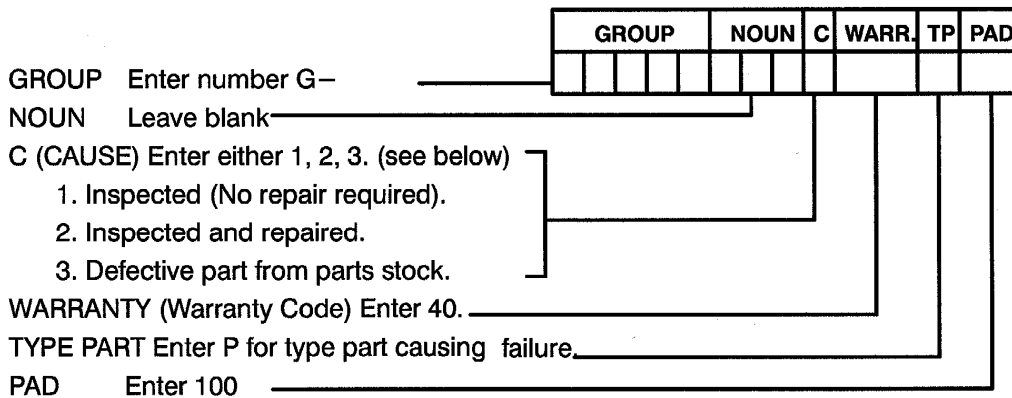 GROUP NOUN C WARR. TP PAD
GROUP Enter number G–
NOUN Leave blank
C (CAUSE) Enter either 1, 2, 3. (see below)
1. Inspected (No repair required).
2. Inspected and repaired.
3. Defective part from parts stock.
WARRANTY (Warranty Code) Enter 40.
TYPE PART Enter P for type part causing failure.
PAD Enter 100